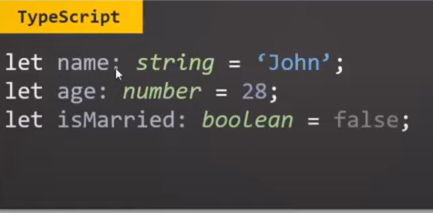 TypeScript
let name: string = ‘John’;
let age: number = 28;
let isMarried: boolean = false;